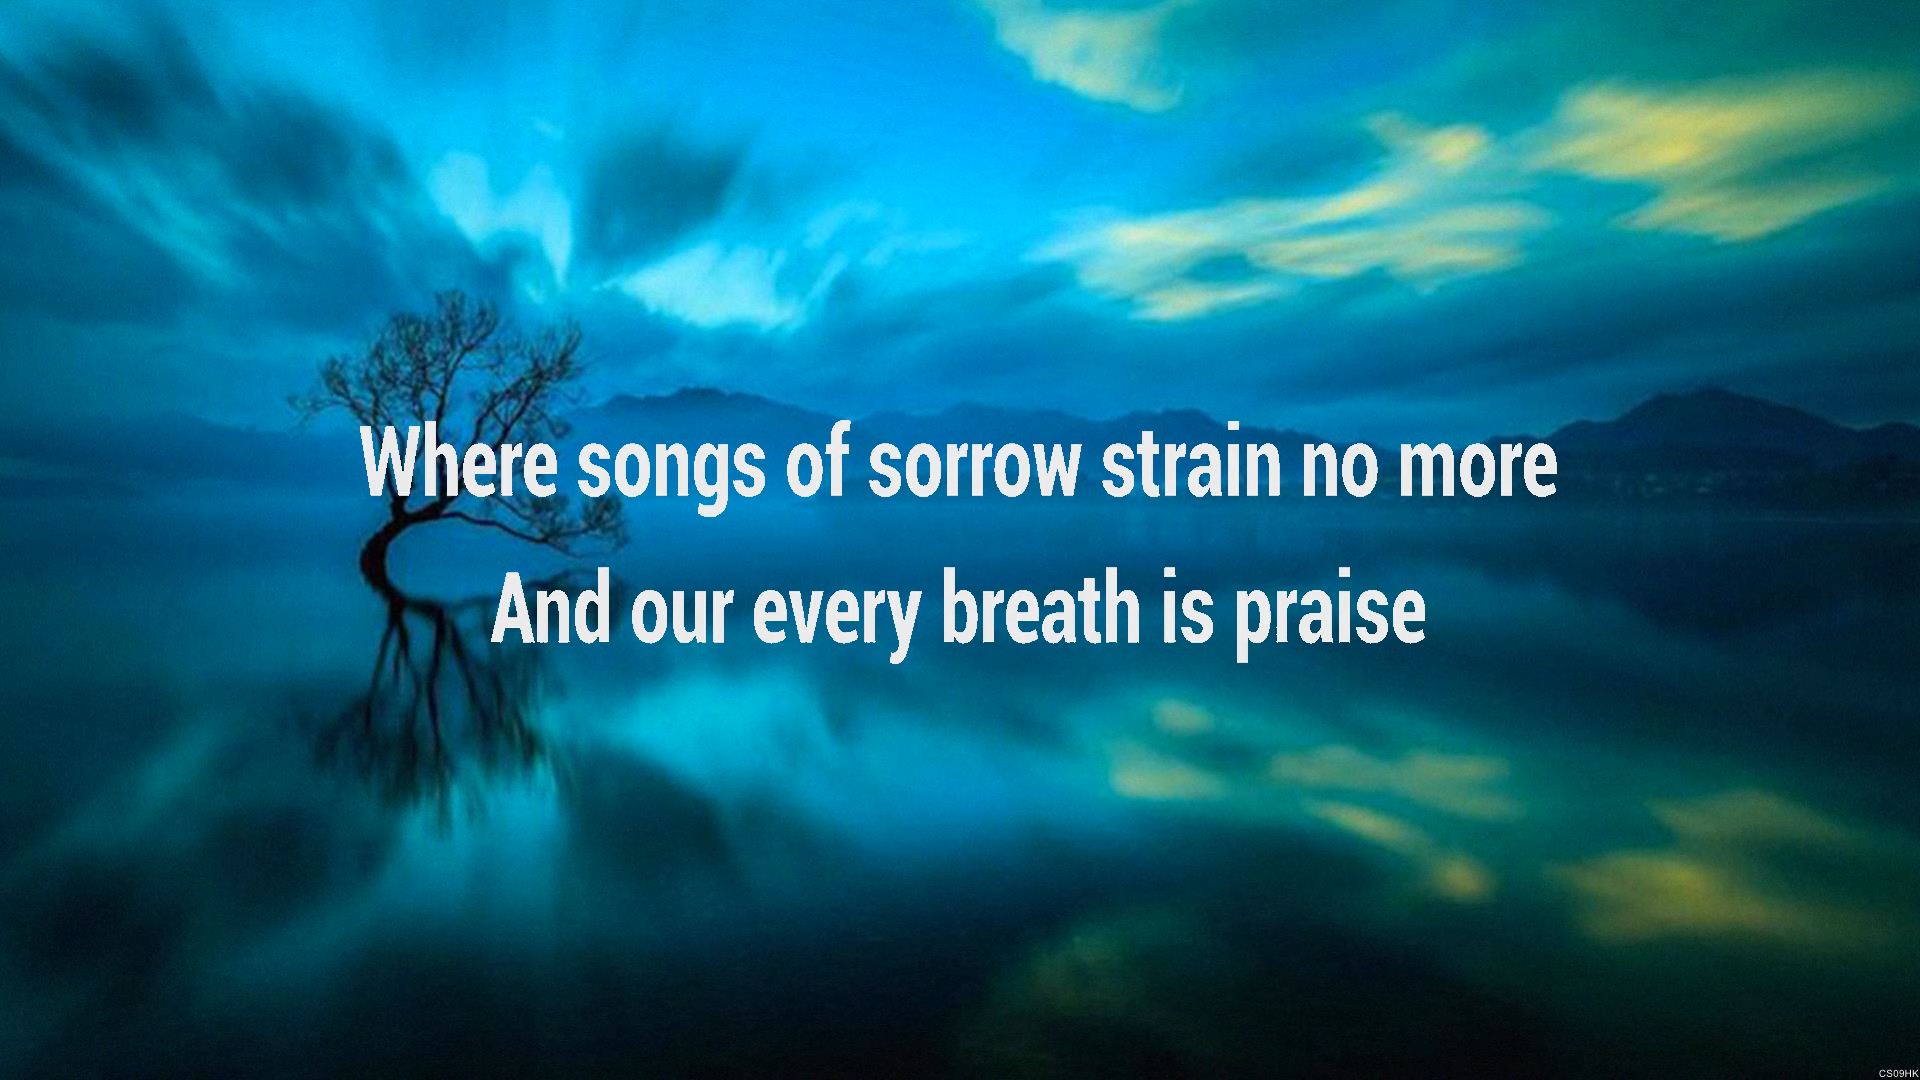 Where songs of sorrow strain no more
And our every breath is praise
CS09HK